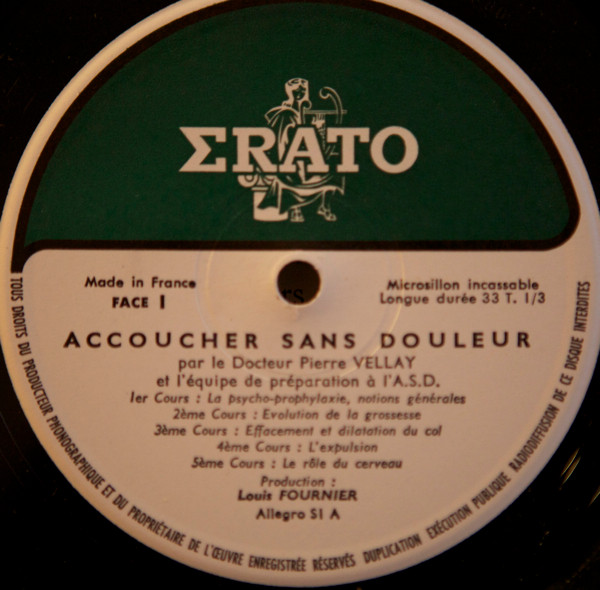 ΣRATO
Made in France
FACE 1
Microsillon incassable
Longue durée 33 T. 1/3
ACCOUCHER SANS DOULEUR
par le Docteur Pierre VELLAY
et l'équipe de préparation à l'A.S.D.
1er Cours : La psycho-prophylaxie, notions générales
2ème Cours : Evolution de la grossesse
3ème Cours : Effacement et dilatation du col
4ème Cours : L'expulsion
5ème Cours : Le rôle du cerveau
Production :
Louis FOURNIER
Allegro S1 A
TOUS DROITS DU PRODUCTEUR PHONOGRAPHIQUE ET DU PROPRIÉTAIRE DE L'ŒUVRE ENREGISTRÉE RÉSERVÉS DUPLICATION EXÉCUTION PUBLIQUE RADIODIFFUSION DE CE DISQUE INTERDITES